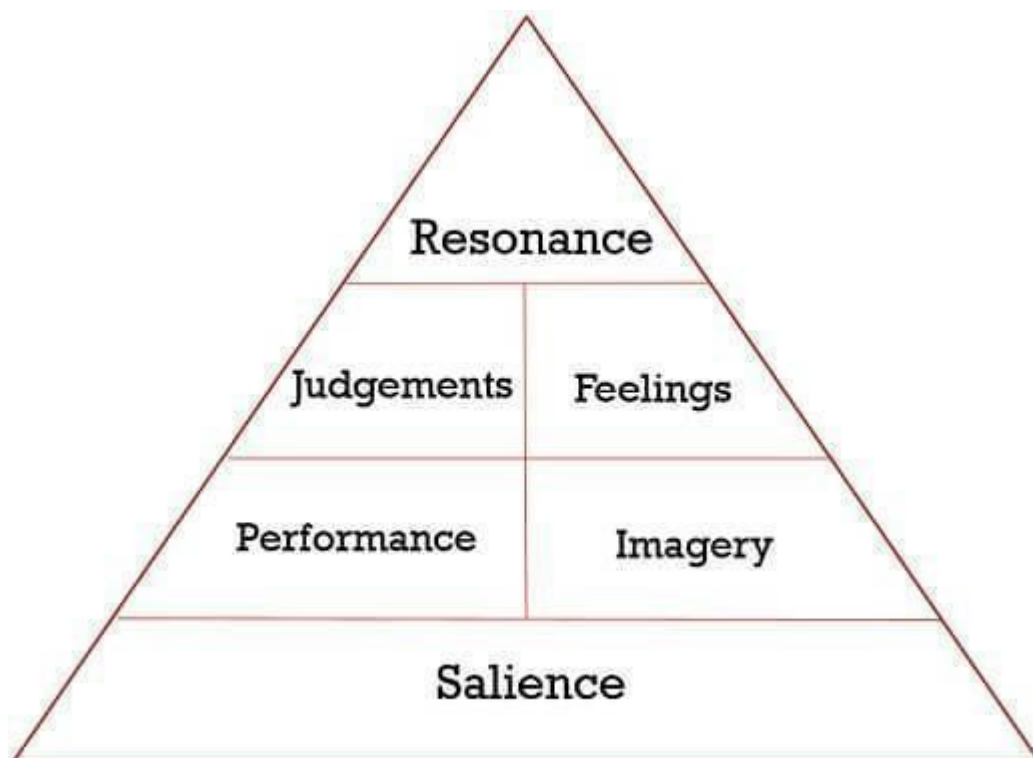 Resonance
Judgements
Feelings
Performance
Imagery
Salience